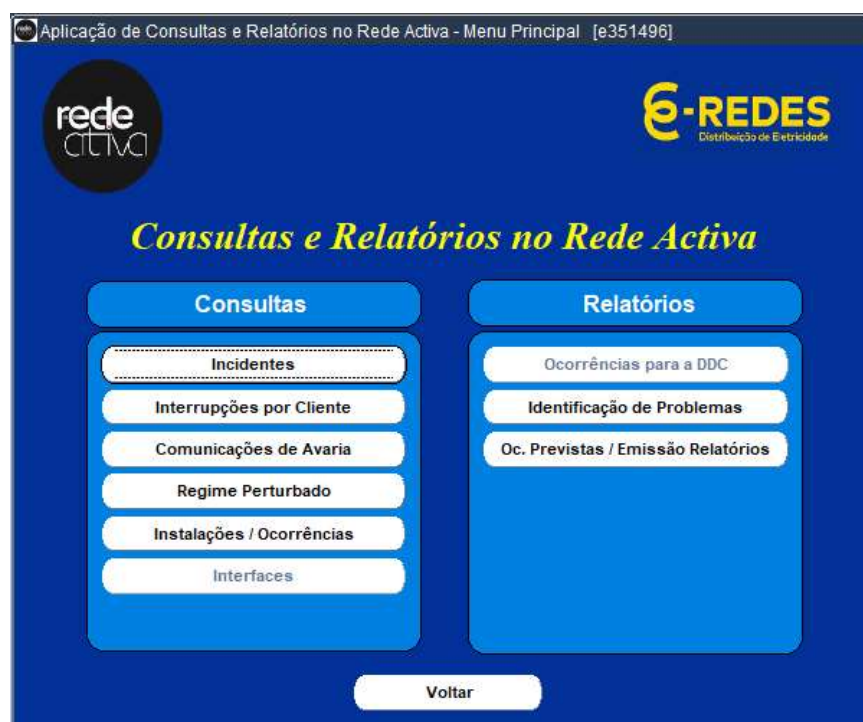 rede Aplicação de Consultas e Relatórios no Rede Activa - Menu Principal [e351496]
rede
ativa
E-REDES
Distribuição de Eletricidade
Consultas e Relatórios no Rede Activa
Consultas
Incidentes
Interrupções por Cliente
Comunicações de Avaria
Regime Perturbado
Instalações / Ocorrências
Interfaces
Relatórios
Ocorrências para a DDC
Identificação de Problemas
Oc. Previstas / Emissão Relatórios
Voltar